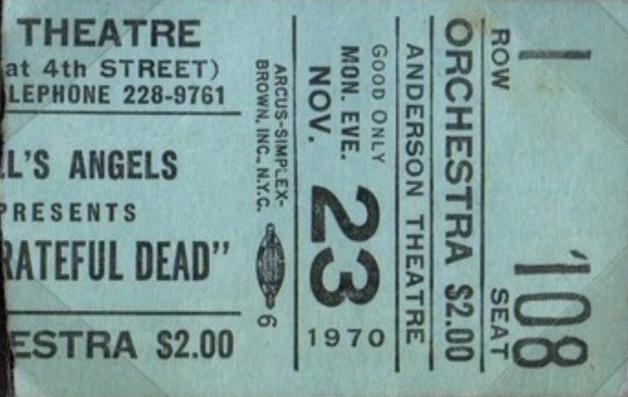 THEATRE
at 4th STREET)
LEPHONE 228-9761
L'S ANGELS
PRESENTS
RATEFUL DEAD"
ESTRA $2.00
ARCUS-SIMPLEX-
BROWN, INC., N.Y.C.
6
GOOD ONLY
MON. EVE.
NOV.
23
1970
ANDERSON THEATRE
ORCHESTRA $2.00
ROW
1
SEAT
'108